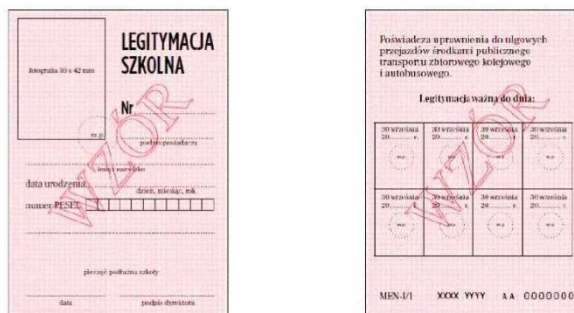 LEGITYMACJA
SZKOLNA
fotografia 30 x 42 mm
Nr
m.p.
podpis posiadacza
imię i nazwisko
data urodzenia
dzień, miesiąc, rok
numer PESEL
pieczęć podłużna szkoły
data
podpis dyrektora
WZÓR
Poświadcza uprawnienia do ulgowych
przejazdów środkami publicznego
transportu zbiorowego kolejowego
i autobusowego.
Legitymacja ważna do dnia:
30 września 30 września 30 września 30 września
20......... r. 20......... r. 20......... r. 20......... r.
m.p. m.p. m.p. m.p.
30 września 30 września 30 września 30 września
20......... r. 20......... r. 20......... r. 20......... r.
m.p. m.p. m.p. m.p.
WZÓR
MEN-I/1 XXXX YYYY A A 0000000